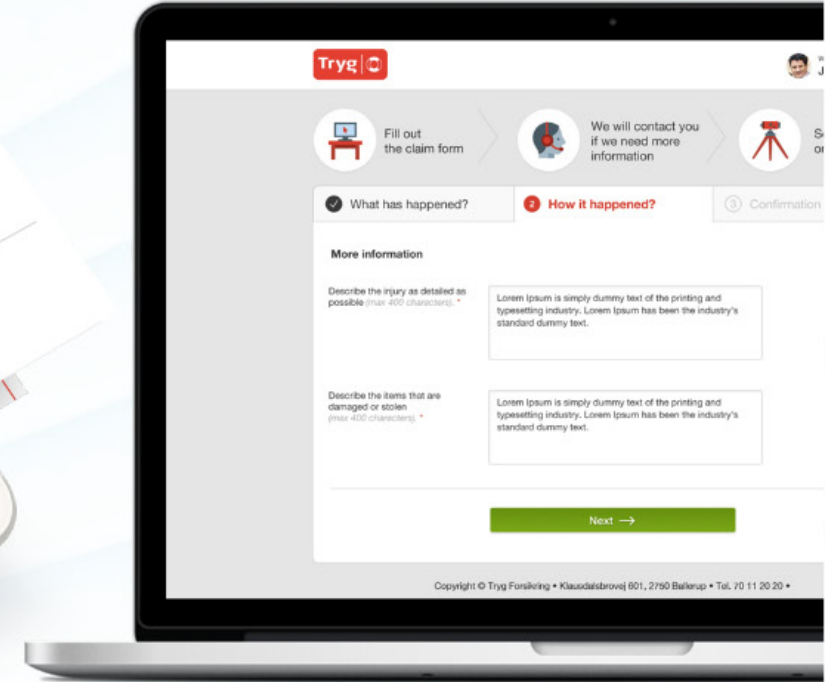 Tryg
Fill out
the claim form
We will contact you
if we need more
information
What has happened?
2 How it happened?
3 Confirmation
More information
Describe the injury as detailed as
possible (max 400 characters). *
Lorem Ipsum is simply dummy text of the printing and
typesetting industry. Lorem Ipsum has been the industry's
standard dummy text.
Describe the items that are
damaged or stolen
(max 400 characters). *
Lorem Ipsum is simply dummy text of the printing and
typesetting industry. Lorem Ipsum has been the industry's
standard dummy text.
Next →
Copyright © Tryg Forsikring • Klausdalsbrovej 601, 2750 Ballerup • Tel. 70 11 20 20 •